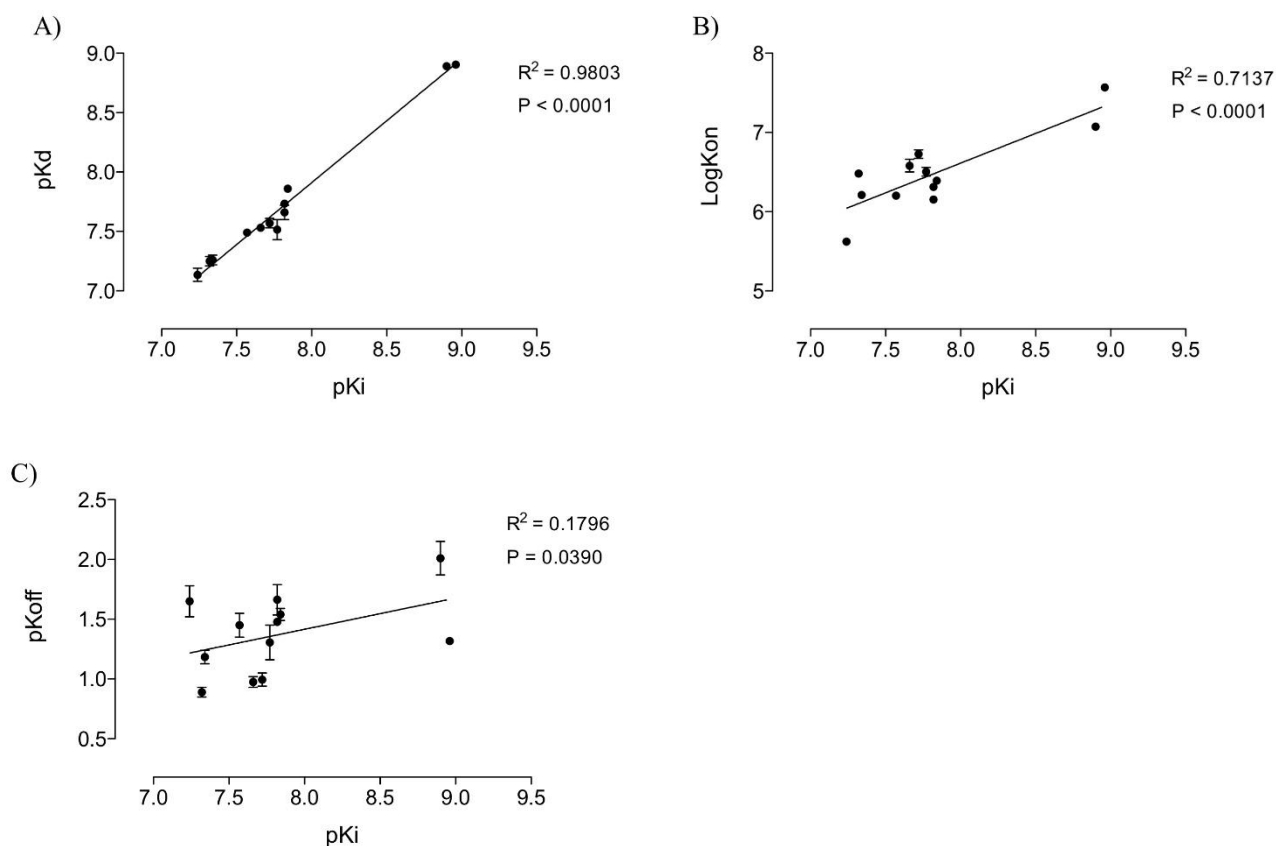 A)
9.0
8.5
8.0
7.5
7.0
pKd
R² = 0.9803
P < 0.0001
7.0 7.5 8.0 8.5 9.0 9.5
pKi
B)
8
7
6
5
LogKon
R² = 0.7137
P < 0.0001
7.0 7.5 8.0 8.5 9.0 9.5
pKi
C)
2.5
2.0
1.5
1.0
0.5
pKoff
R² = 0.1796
P = 0.0390
7.0 7.5 8.0 8.5 9.0 9.5
pKi